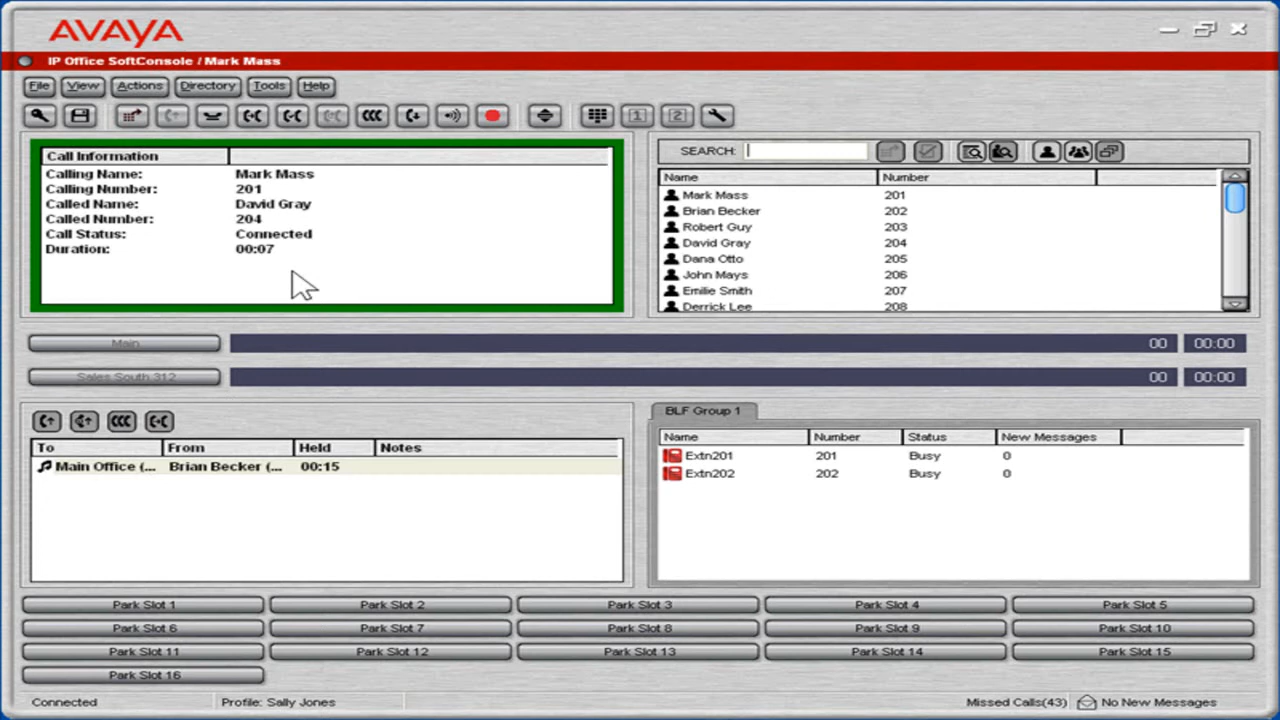 AVAYA
IP Office SoftConsole / Mark Mass
File View Actions Directory Tools Help
1 2
Call Information
Calling Name: Mark Mass
Calling Number: 201
Called Name: David Gray
Called Number: 204
Call Status: Connected
Duration: 00:07
SEARCH:
Name Number
Mark Mass 201
Brian Becker 202
Robert Guy 203
David Gray 204
Dana Otto 205
John Mays 206
Emilie Smith 207
Derrick Lee 208
Main 00 00:00
Sales South 312 00 00:00
To From Held Notes
Main Office (... Brian Becker (... 00:15
BLF Group 1
Name Number Status New Messages
Extn201 201 Busy 0
Extn202 202 Busy 0
Park Slot 1 Park Slot 2 Park Slot 3 Park Slot 4 Park Slot 5
Park Slot 6 Park Slot 7 Park Slot 8 Park Slot 9 Park Slot 10
Park Slot 11 Park Slot 12 Park Slot 13 Park Slot 14 Park Slot 15
Park Slot 16
Connected Profile: Sally Jones Missed Calls(43) No New Messages